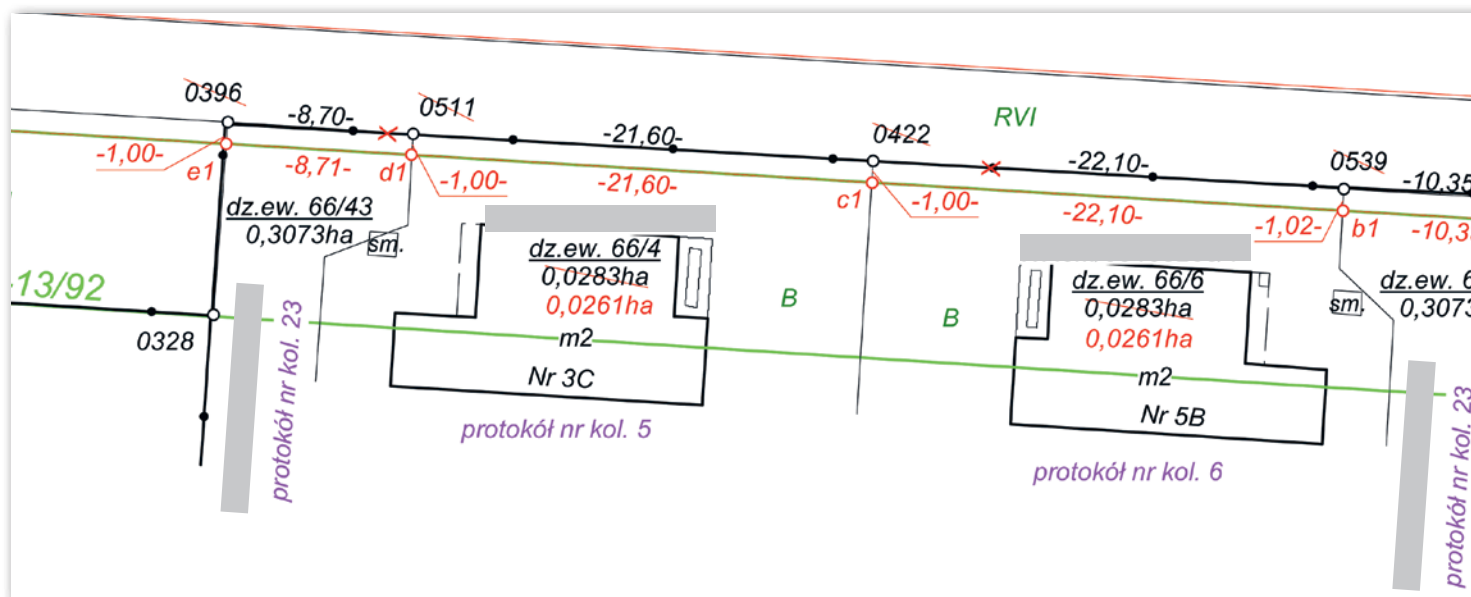 0396
-8,70-
0511
-21,60-
0422
RVI
-22,10-
0539
-10,35
-1,00-
e1
-8,71-
d1
-1,00-
-21,60-
c1
-1,00-
-22,10-
-1,02-
b1
-10,3
dz.ew. 66/43
0,3073ha
sm.
dz.ew. 66/4
0,0283ha
0,0261ha
m2
Nr 3C
B
B
dz.ew. 66/6
0,0283ha
0,0261ha
m2
Nr 5B
sm.
dz.ew. 6
0,3073
-13/92
0328
protokół nr kol. 23
protokół nr kol. 5
protokół nr kol. 6
protokół nr kol. 23